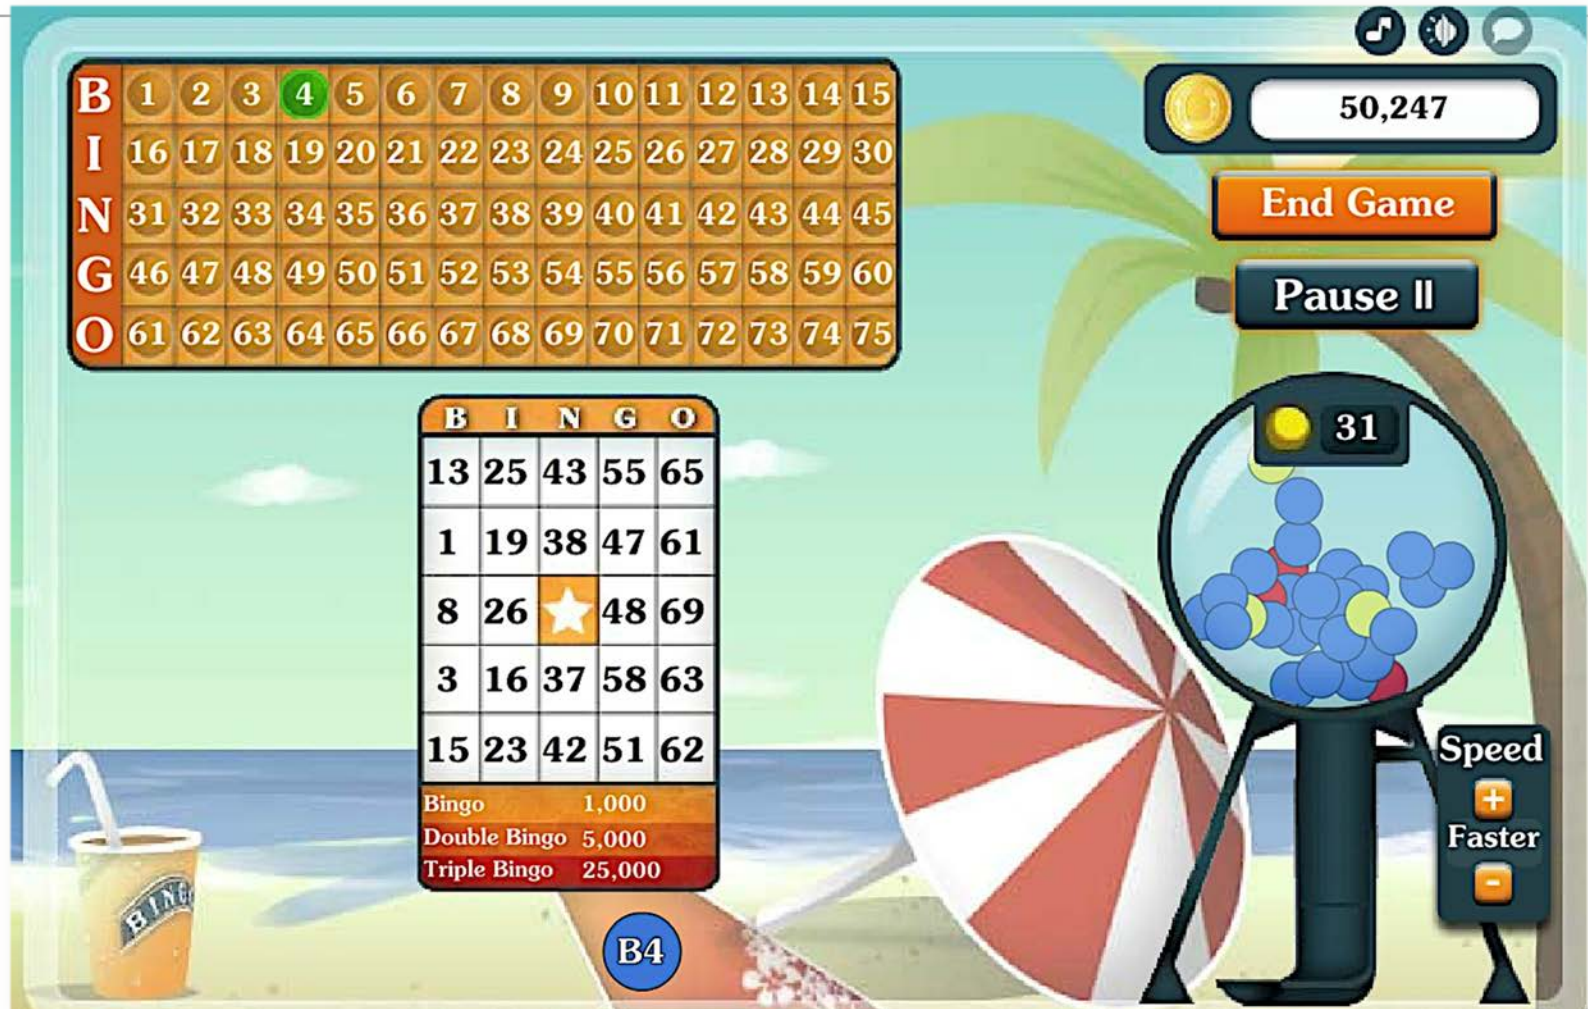 50,247
B 1 2 3 4 5 6 7 8 9 10 11 12 13 14 15
I 16 17 18 19 20 21 22 23 24 25 26 27 28 29 30
N 31 32 33 34 35 36 37 38 39 40 41 42 43 44 45
G 46 47 48 49 50 51 52 53 54 55 56 57 58 59 60
O 61 62 63 64 65 66 67 68 69 70 71 72 73 74 75
End Game
Pause II
31
B I N G O
13 25 43 55 65
1 19 38 47 61
8 26 48 69
3 16 37 58 63
15 23 42 51 62
Bingo 1,000
Double Bingo 5,000
Triple Bingo 25,000
Speed
+
Faster
-
BINGO
B4